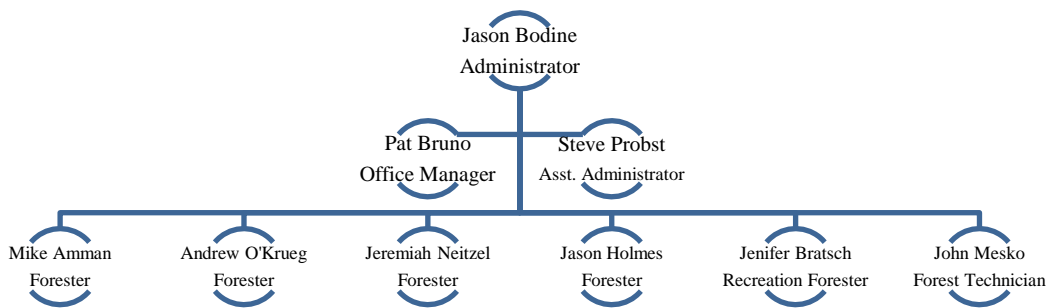 Jason Bodine
Administrator
Pat Bruno
Office Manager
Steve Probst
Asst. Administrator
Mike Amman
Forester
Andrew O'Krueg
Forester
Jeremiah Neitzel
Forester
Jason Holmes
Forester
Jenifer Bratsch
Recreation Forester
John Mesko
Forest Technician